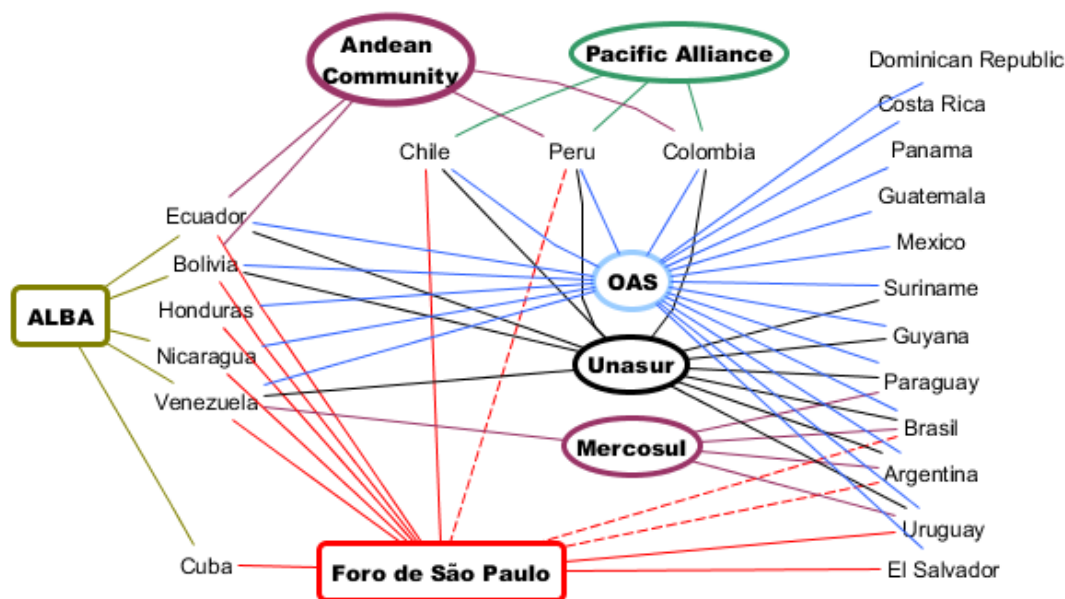 Andean
Community
Pacific Alliance
Dominican Republic
Costa Rica
Chile
Peru
Colombia
Panama
Guatemala
Ecuador
Mexico
Bolivia
OAS
Suriname
ALBA
Honduras
Guyana
Nicaragua
Unasur
Paraguay
Venezuela
Brasil
Mercosul
Argentina
Uruguay
Cuba
Foro de São Paulo
El Salvador